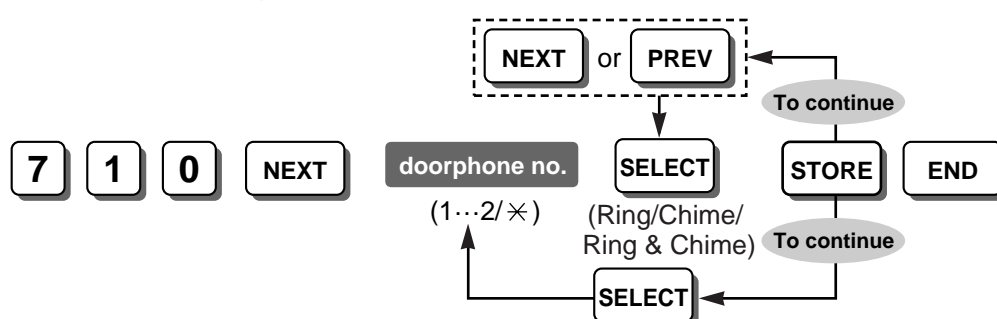 NEXT or PREV
To continue
7 1 0 NEXT doorphone no. SELECT STORE END
(1···2/✳)
(Ring/Chime/
Ring & Chime)
To continue
SELECT